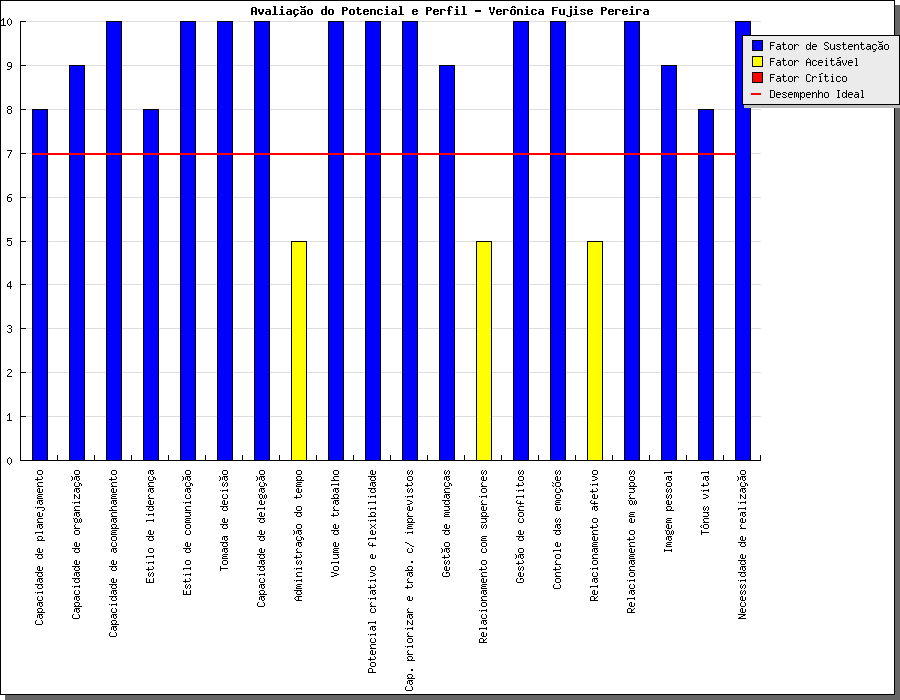 Avaliação do Potencial e Perfil - Verônica Fujise Pereira
10
9
8
7
6
5
4
3
2
1
0
Fator de Sustentação
Fator Aceitável
Fator Crítico
Desempenho Ideal
Capacidade de planejamento
Capacidade de organização
Capacidade de acompanhamento
Estilo de liderança
Estilo de comunicação
Tomada de decisão
Capacidade de delegação
Administração do tempo
Volume de trabalho
Potencial criativo e flexibilidade
Cap. priorizar e trab. c/ imprevistos
Gestão de mudanças
Relacionamento com superiores
Gestão de conflitos
Controle das emoções
Relacionamento afetivo
Relacionamento em grupos
Imagem pessoal
Tônus vital
Necessidade de realização